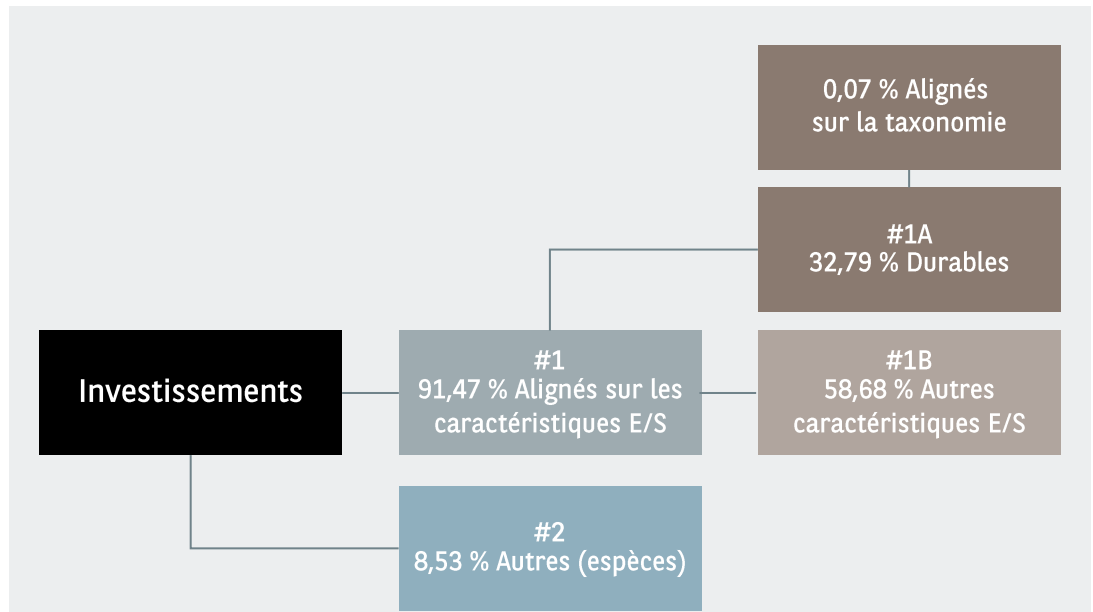 0,07 % Alignés
sur la taxonomie
#1A
32,79 % Durables
Investissements
#1
91,47 % Alignés sur les
caractéristiques E/S
#1B
58,68 % Autres
caractéristiques E/S
#2
8,53 % Autres (espèces)